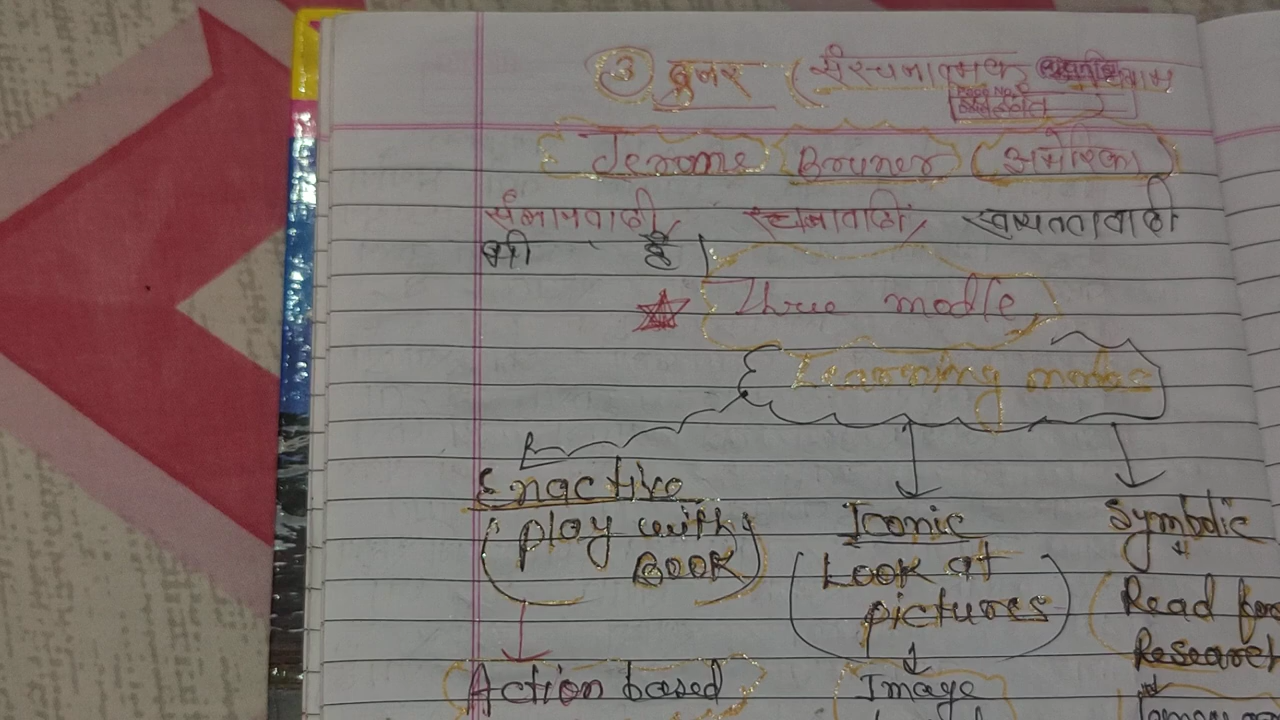 ③ ब्रुनर (संरचनात्मक
Jerome Bruner (अमेरिका)
संज्ञानवादी, रचनावादी,
की है।
Three modle
Learning modes
Enactive Iconic Symbolic
(play with BOOK) (Look at pictures) Read for Research
Action based Image